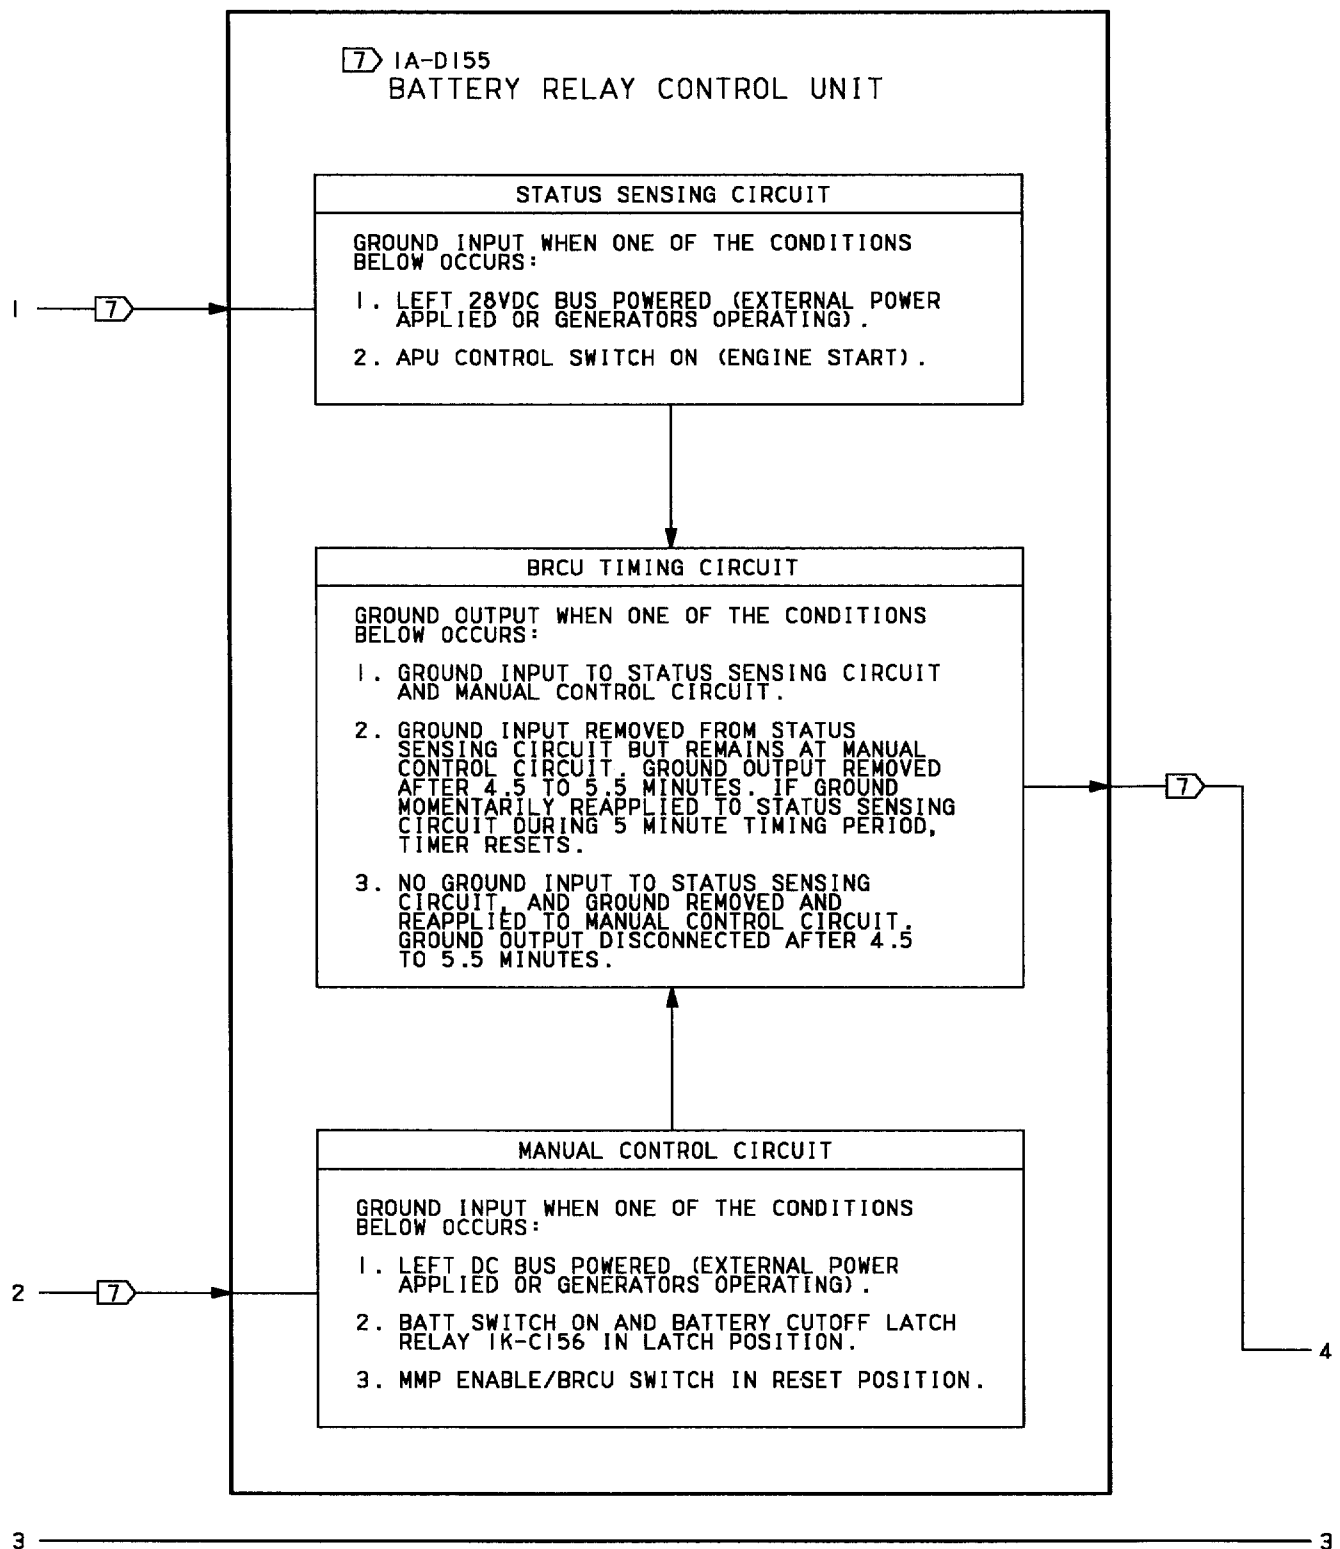 7 1A-D155
BATTERY RELAY CONTROL UNIT
STATUS SENSING CIRCUIT
GROUND INPUT WHEN ONE OF THE CONDITIONS
BELOW OCCURS:
1. LEFT 28VDC BUS POWERED (EXTERNAL POWER
APPLIED OR GENERATORS OPERATING).
2. APU CONTROL SWITCH ON (ENGINE START).
1
7
BRCU TIMING CIRCUIT
GROUND OUTPUT WHEN ONE OF THE CONDITIONS
BELOW OCCURS:
1. GROUND INPUT TO STATUS SENSING CIRCUIT
AND MANUAL CONTROL CIRCUIT.
2. GROUND INPUT REMOVED FROM STATUS
SENSING CIRCUIT BUT REMAINS AT MANUAL
CONTROL CIRCUIT. GROUND OUTPUT REMOVED
AFTER 4.5 TO 5.5 MINUTES. IF GROUND
MOMENTARILY REAPPLIED TO STATUS SENSING
CIRCUIT DURING 5 MINUTE TIMING PERIOD,
TIMER RESETS.
3. NO GROUND INPUT TO STATUS SENSING
CIRCUIT, AND GROUND REMOVED AND
REAPPLIED TO MANUAL CONTROL CIRCUIT.
GROUND OUTPUT DISCONNECTED AFTER 4.5
TO 5.5 MINUTES.
7
MANUAL CONTROL CIRCUIT
GROUND INPUT WHEN ONE OF THE CONDITIONS
BELOW OCCURS:
1. LEFT DC BUS POWERED (EXTERNAL POWER
APPLIED OR GENERATORS OPERATING).
2. BATT SWITCH ON AND BATTERY CUTOFF LATCH
RELAY 1K-C156 IN LATCH POSITION.
3. MMP ENABLE/BRCU SWITCH IN RESET POSITION.
2
7
4
3
3